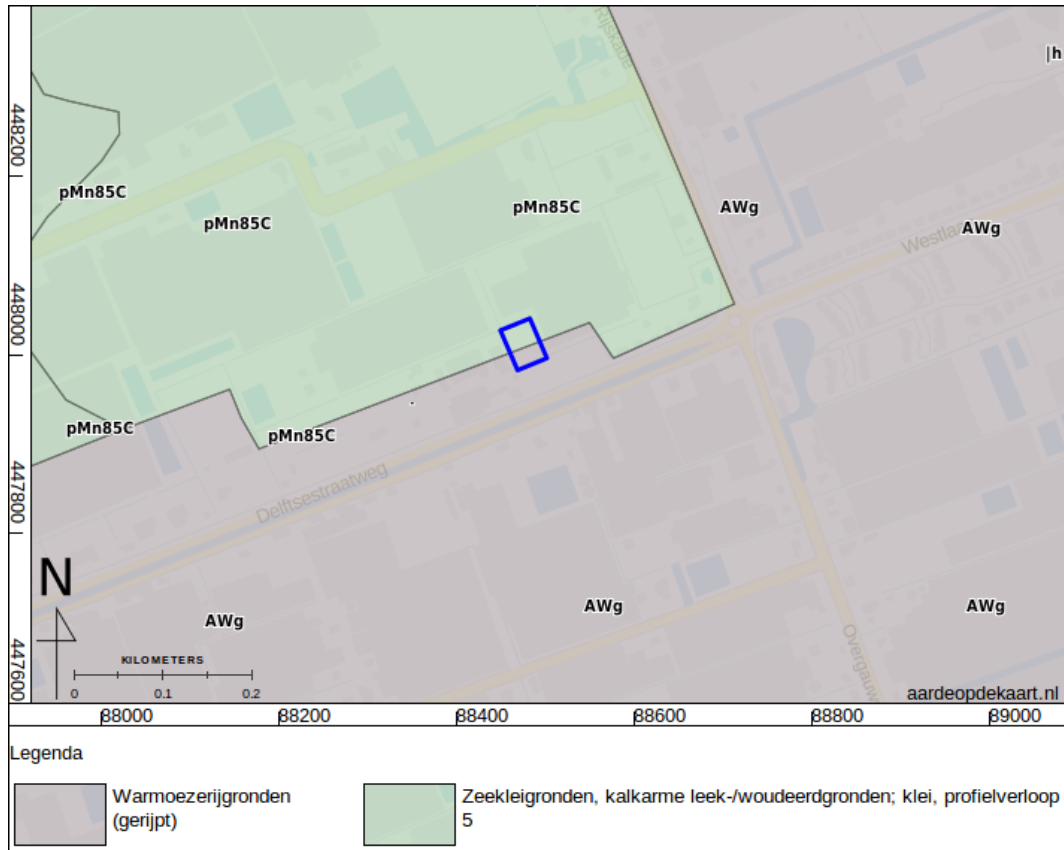 Rijskade
|h
448200
pMn85C
pMn85C
pMn85C
AWg
AWg
Westlan
448000
pMn85C
pMn85C
Delftsestraatweg
447800
N
AWg
AWg
AWg
Overgauw
KILOMETERS
0 0.1 0.2
447600
aardeopdekaart.nl
88000 88200 88400 88600 88800 89000
Legenda
Warmoezerijgronden
(gerijpt)
Zeekleigronden, kalkarme leek-/woudeerdgronden; klei, profielverloop
5